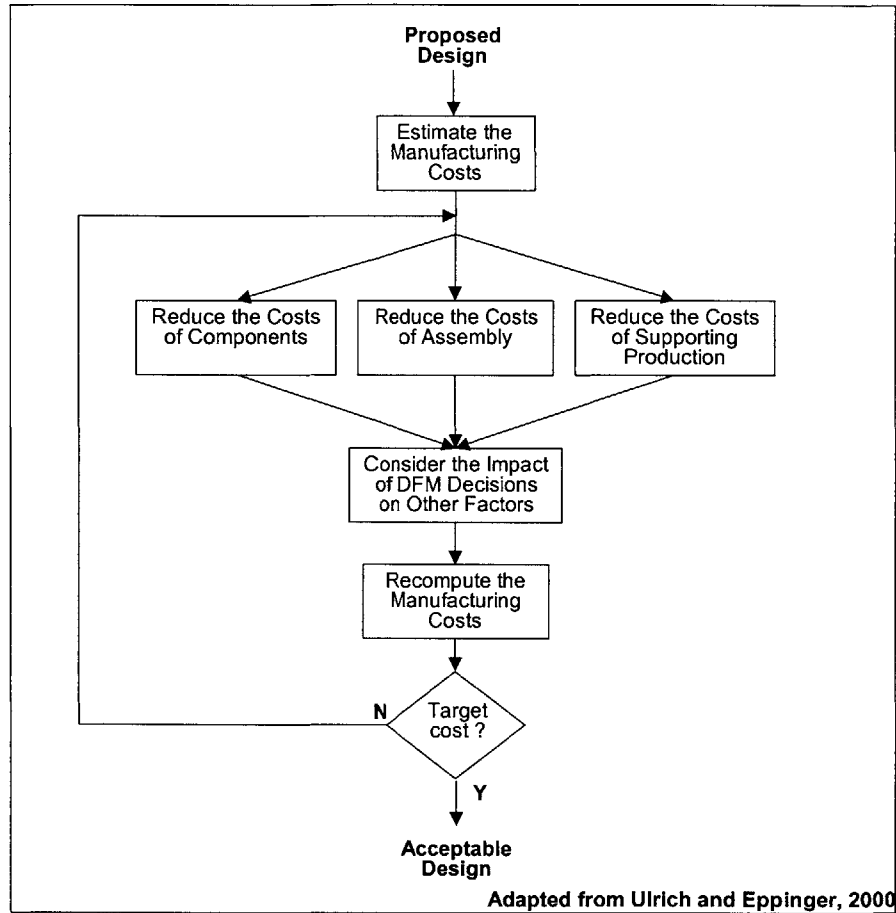 Proposed
Design
Estimate the
Manufacturing
Costs
Reduce the Costs
of Components
Reduce the Costs
of Assembly
Reduce the Costs
of Supporting
Production
Consider the Impact
of DFM Decisions
on Other Factors
Recompute the
Manufacturing
Costs
N
Target
cost ?
Y
Acceptable
Design
Adapted from Ulrich and Eppinger, 2000